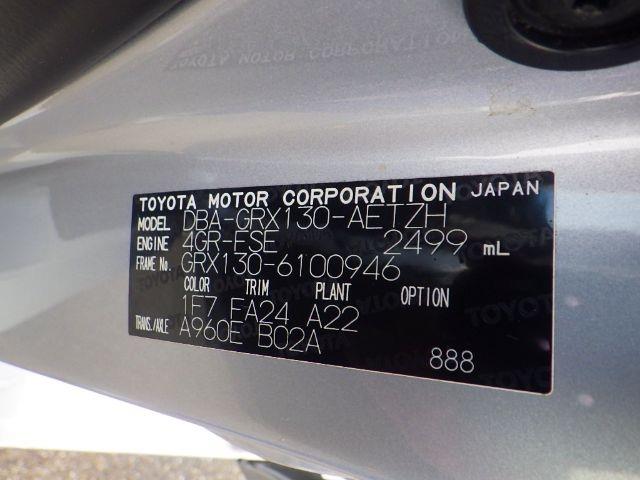 TOYOTA MOTOR CORPORATION JAPAN
MODEL DBA-GRX130-AETZH
ENGINE 4GR-FSE 2499 mL
FRAME No. GRX130-6100946
COLOR TRIM PLANT OPTION
1F7 FA24 A22
TRANS./AXLE A960E B02A
888